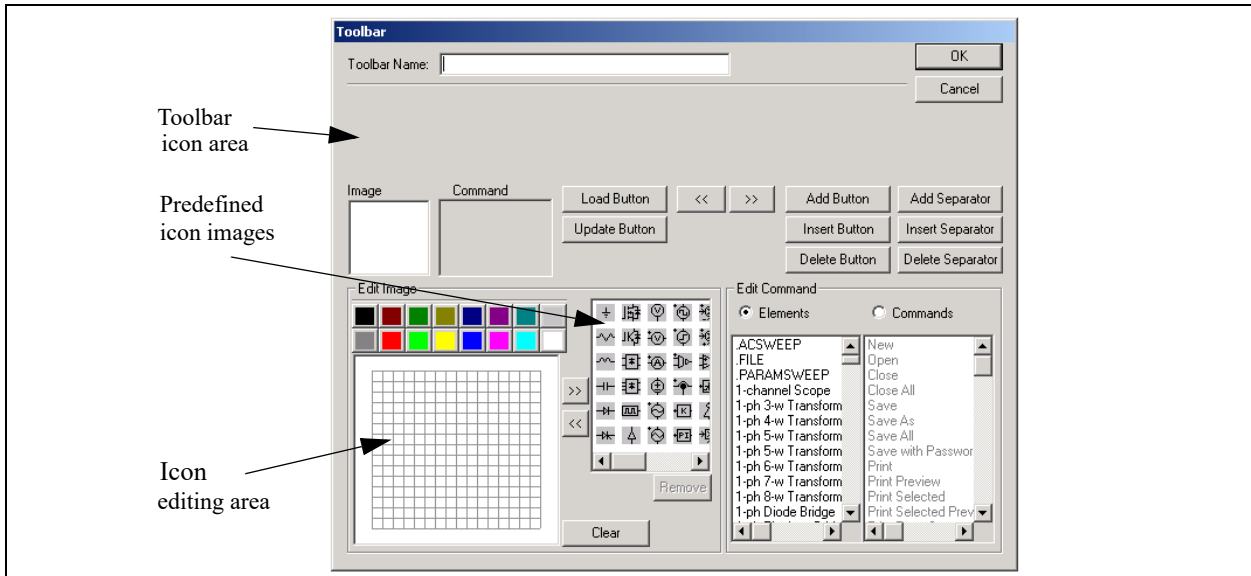 Toolbar
Toolbar Name:
OK
Cancel
Toolbar
icon area
Image
Command
Load Button
<<
>>
Add Button
Add Separator
Predefined
icon images
Update Button
Insert Button
Insert Separator
Delete Button
Delete Separator
Edit Image
Edit Command
Elements
Commands
.ACSWEEP
.FILE
.PARAMSWEEP
1-channel Scope
1-ph 3-w Transform
1-ph 4-w Transform
1-ph 5-w Transform
1-ph 5-w Transform
1-ph 6-w Transform
1-ph 7-w Transform
1-ph 8-w Transform
1-ph Diode Bridge
New
Open
Close
Close All
Save
Save As
Save All
Save with Passwor
Print
Print Preview
Print Selected
Print Selected Prev
>>
<<
K
PI
Icon
editing area
Remove
Clear